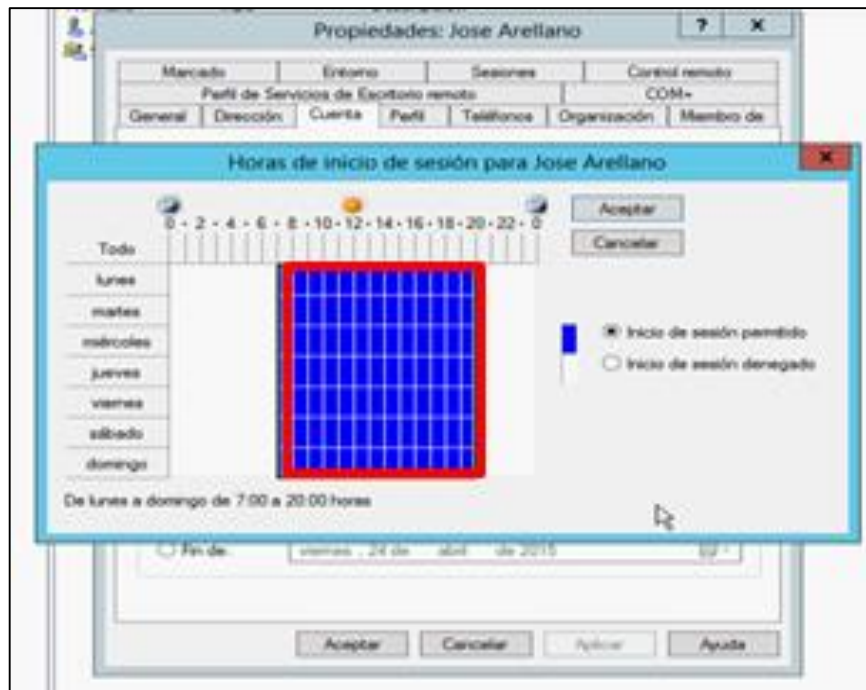 Propiedades: Jose Arellano ? x
Marcado Entorno Sesiones Control remoto
Perfil de Servicios de Escritorio remoto COM+
General Dirección Cuenta Perfil Teléfonos Organización Miembro de
Horas de inicio de sesión para Jose Arellano x
0 - 2 - 4 - 6 - 8 - 10 - 12 - 14 - 16 - 18 - 20 - 22 - 0
Aceptar
Cancelar
Todo
lunes
martes
miércoles
jueves
viernes
sábado
domingo
Inicio de sesión permitido
Inicio de sesión denegado
De lunes a domingo de 7:00 a 20:00 horas
Fin de: viernes , 24 de abril de 2015
Aceptar Cancelar Aplicar Ayuda